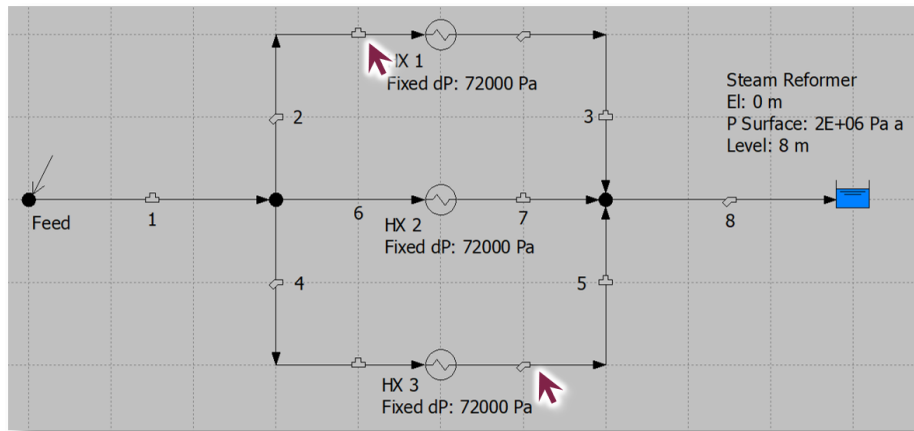 HX 1
Fixed dP: 72000 Pa
Steam Reformer
El: 0 m
P Surface: 2E+06 Pa a
Level: 8 m
2
3
Feed
1
6
7
8
HX 2
Fixed dP: 72000 Pa
4
5
HX 3
Fixed dP: 72000 Pa